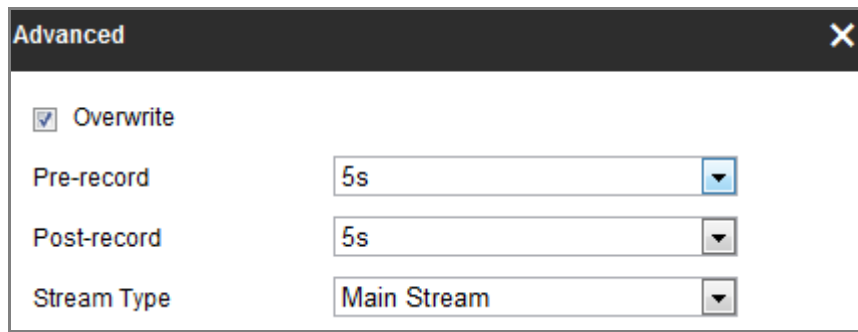 Advanced
Overwrite
Pre-record 5s
Post-record 5s
Stream Type Main Stream